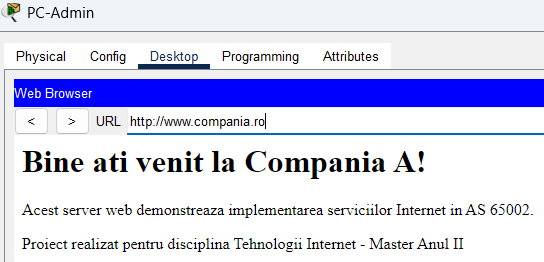 PC-Admin
Physical Config Desktop Programming Attributes
Web Browser
< > URL http://www.compania.ro
Bine ati venit la Compania A!
Acest server web demonstreaza implementarea serviciilor Internet in AS 65002.
Proiect realizat pentru disciplina Tehnologii Internet - Master Anul II